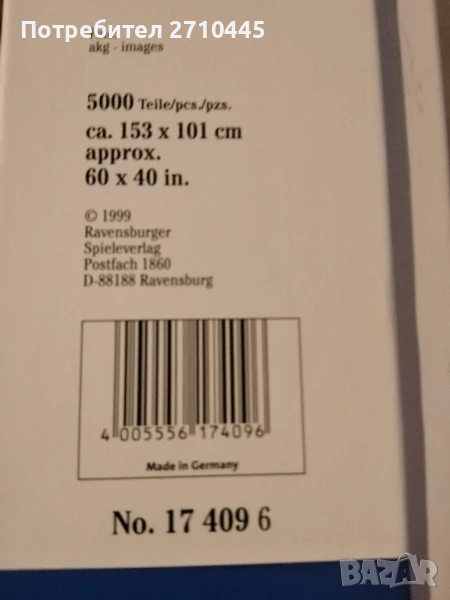 Потребител 2710445
akg - images
5000 Teile/pcs./pzs.
ca. 153 x 101 cm
approx.
60 x 40 in.
© 1999
Ravensburger
Spieleverlag
Postfach 1860
D-88188 Ravensburg
4 005556 174096
Made in Germany
No. 17 409 6
BAZAR